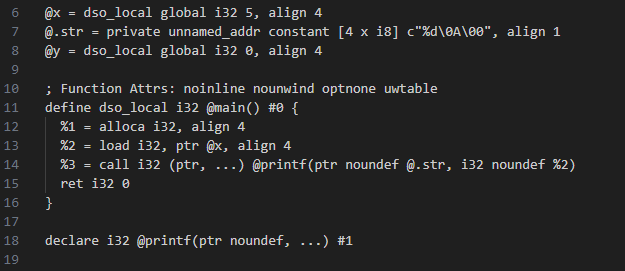 6 @x = dso_local global i32 5, align 4
7 @.str = private unnamed_addr constant [4 x i8] c"%d\0A\00", align 1
8 @y = dso_local global i32 0, align 4
9
10 ; Function Attrs: noinline nounwind optnone uwtable
11 define dso_local i32 @main() #0 {
12   %1 = alloca i32, align 4
13   %2 = load i32, ptr @x, align 4
14   %3 = call i32 (ptr, ...) @printf(ptr noundef @.str, i32 noundef %2)
15   ret i32 0
16 }
17
18 declare i32 @printf(ptr noundef, ...) #1
19